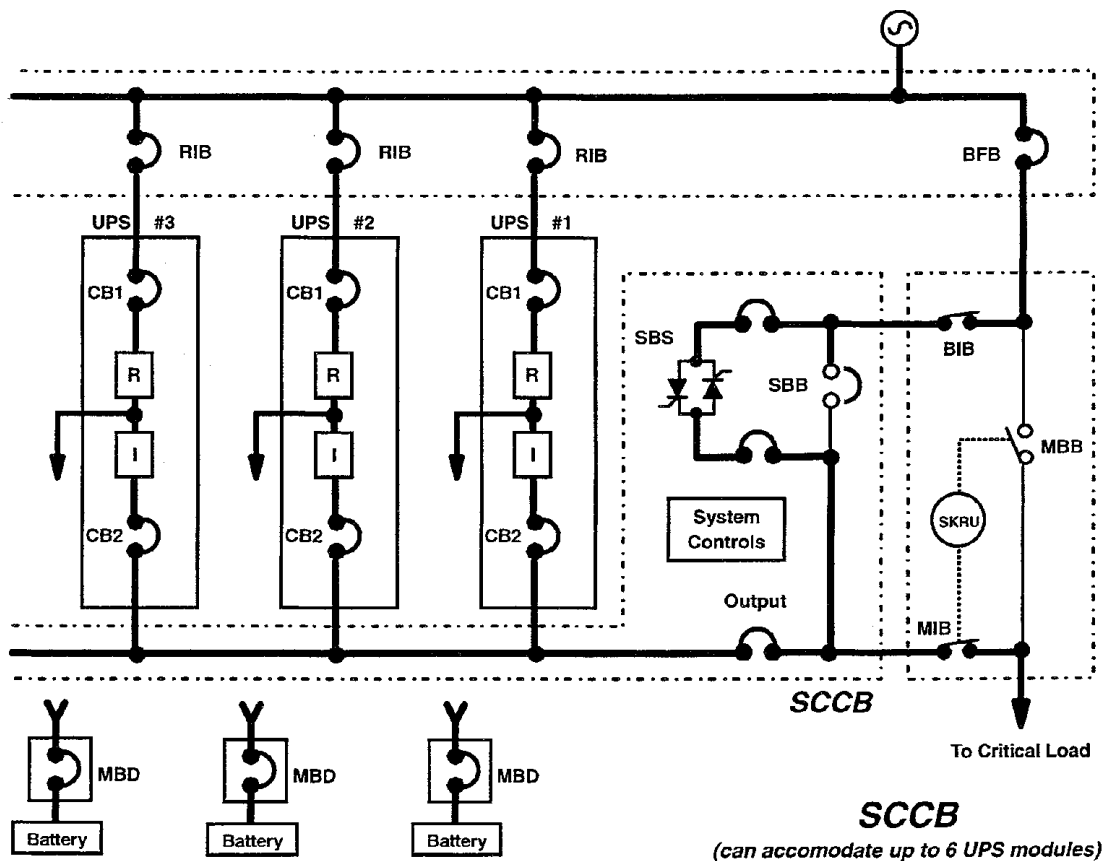 RIB
RIB
RIB
BFB
UPS #3
UPS #2
UPS #1
CB1
CB1
CB1
SBS
BIB
R
R
R
SBB
MBB
I
I
I
System
Controls
SKRU
CB2
CB2
CB2
Output
MIB
SCCB
To Critical Load
MBD
MBD
MBD
SCCB
Battery
Battery
Battery
(can accomodate up to 6 UPS modules)